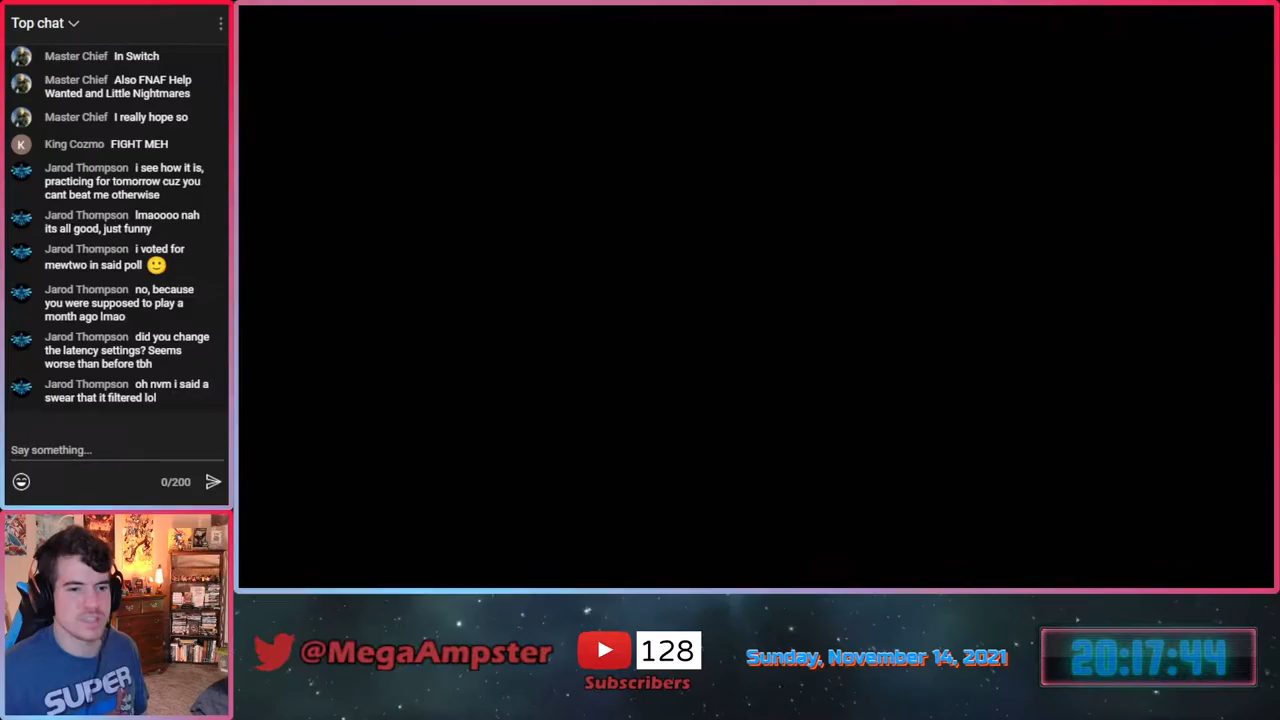 Top chat
Master Chief In Switch
Master Chief Also FNAF Help
Wanted and Little Nightmares
Master Chief I really hope so
K King Cozmo FIGHT MEH
Jarod Thompson i see how it is,
practicing for tomorrow cuz you
cant beat me otherwise
Jarod Thompson lmaoooo nah
its all good, just funny
Jarod Thompson i voted for
mewtwo in said poll 🙂
Jarod Thompson no, because
you were supposed to play a
month ago lmao
Jarod Thompson did you change
the latency settings? Seems
worse than before tbh
Jarod Thompson oh nvm i said a
swear that it filtered lol
Say something...
0/200
SUPER
@MegaAmpster
128
Subscribers
Sunday, November 14, 2021
20:17:44